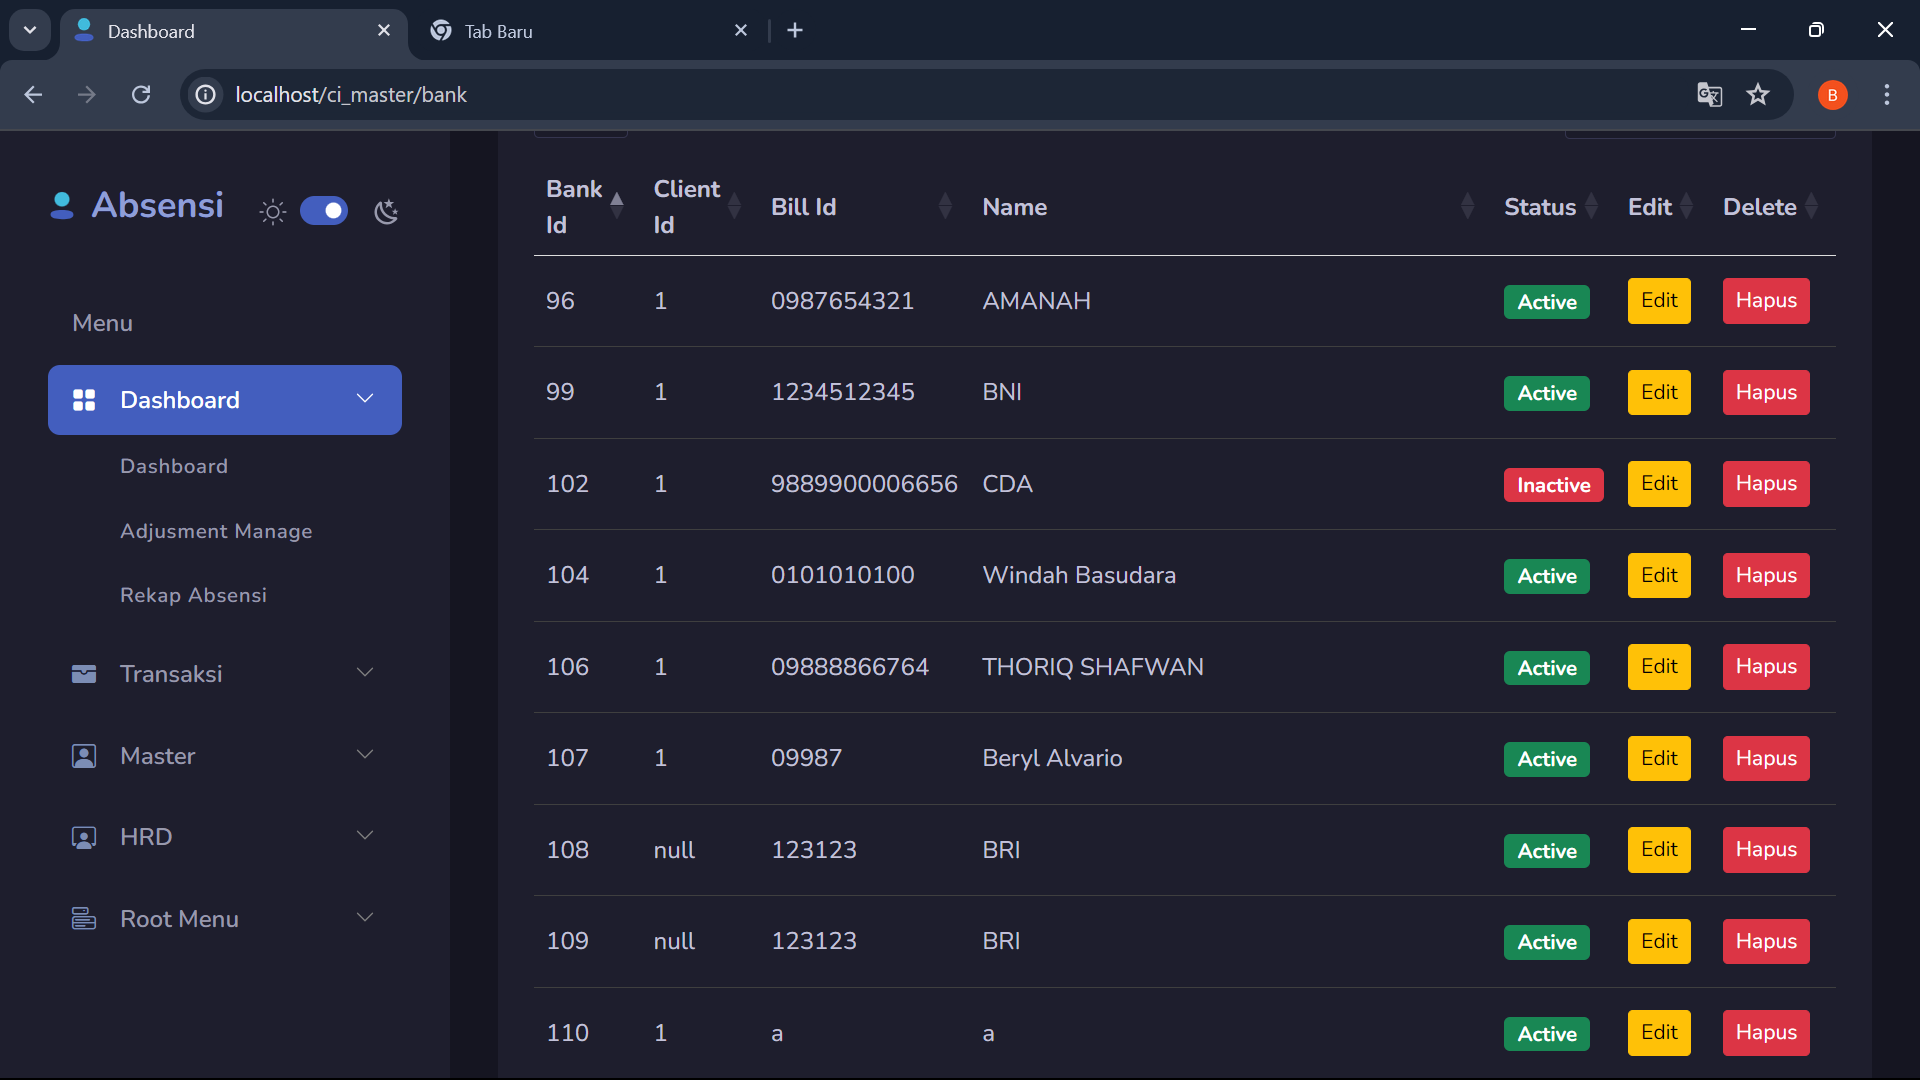 Dashboard
Tab Baru
localhost/ci_master/bank
B
Absensi
Menu
Dashboard
Dashboard
Adjusment Manage
Rekap Absensi
Transaksi
Master
HRD
Root Menu
Bank Id Client Id Bill Id Name Status Edit Delete
96 1 0987654321 AMANAH Active Edit Hapus
99 1 1234512345 BNI Active Edit Hapus
102 1 9889900006656 CDA Inactive Edit Hapus
104 1 0101010100 Windah Basudara Active Edit Hapus
106 1 09888866764 THORIQ SHAFWAN Active Edit Hapus
107 1 09987 Beryl Alvario Active Edit Hapus
108 null 123123 BRI Active Edit Hapus
109 null 123123 BRI Active Edit Hapus
110 1 a a Active Edit Hapus